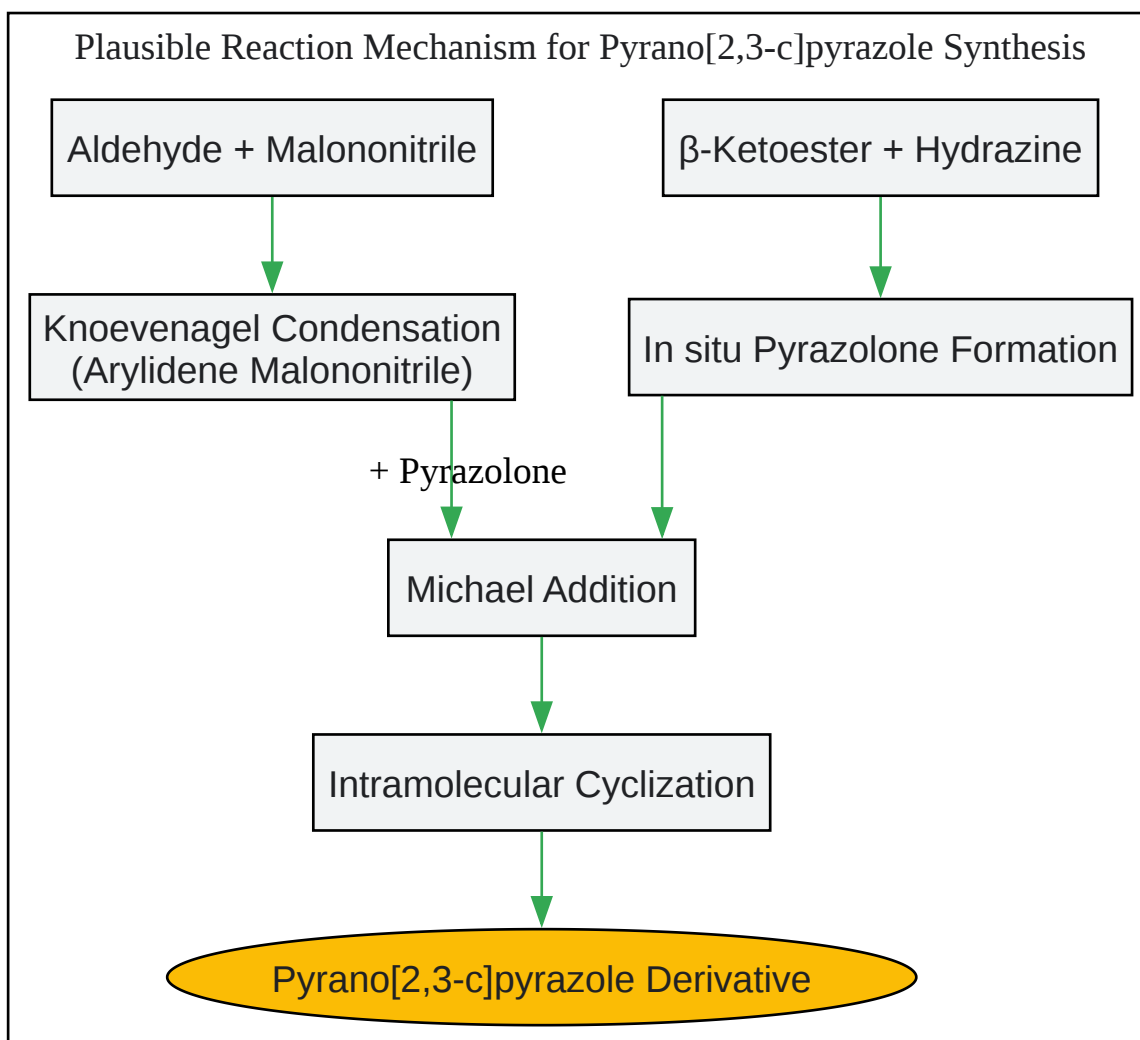 Plausible Reaction Mechanism for Pyrano[2,3-c]pyrazole Synthesis
Aldehyde + Malononitrile
β-Ketoester + Hydrazine
Knoevenagel Condensation
(Arylidene Malononitrile)
In situ Pyrazolone Formation
+ Pyrazolone
Michael Addition
Intramolecular Cyclization
Pyrano[2,3-c]pyrazole Derivative